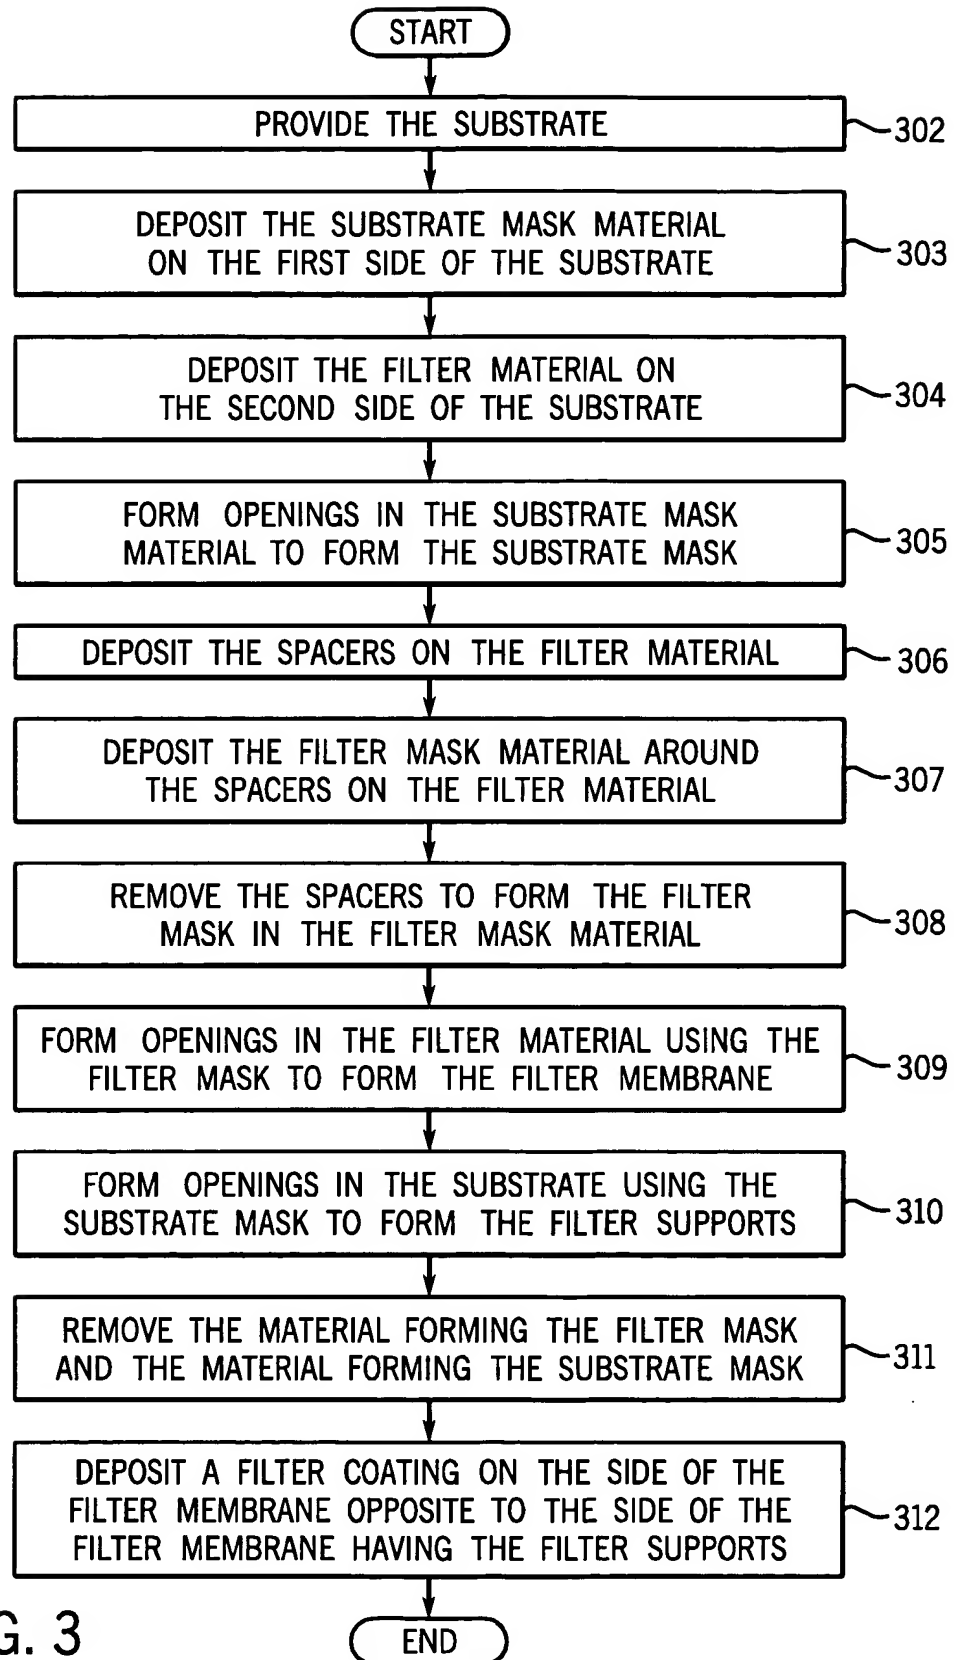 START
PROVIDE THE SUBSTRATE
302
DEPOSIT THE SUBSTRATE MASK MATERIAL
ON THE FIRST SIDE OF THE SUBSTRATE
303
DEPOSIT THE FILTER MATERIAL ON
THE SECOND SIDE OF THE SUBSTRATE
304
FORM OPENINGS IN THE SUBSTRATE MASK
MATERIAL TO FORM THE SUBSTRATE MASK
305
DEPOSIT THE SPACERS ON THE FILTER MATERIAL
306
DEPOSIT THE FILTER MASK MATERIAL AROUND
THE SPACERS ON THE FILTER MATERIAL
307
REMOVE THE SPACERS TO FORM THE FILTER
MASK IN THE FILTER MASK MATERIAL
308
FORM OPENINGS IN THE FILTER MATERIAL USING THE
FILTER MASK TO FORM THE FILTER MEMBRANE
309
FORM OPENINGS IN THE SUBSTRATE USING THE
SUBSTRATE MASK TO FORM THE FILTER SUPPORTS
310
REMOVE THE MATERIAL FORMING THE FILTER MASK
AND THE MATERIAL FORMING THE SUBSTRATE MASK
311
DEPOSIT A FILTER COATING ON THE SIDE OF THE
FILTER MEMBRANE OPPOSITE TO THE SIDE OF THE
FILTER MEMBRANE HAVING THE FILTER SUPPORTS
312
END
G. 3